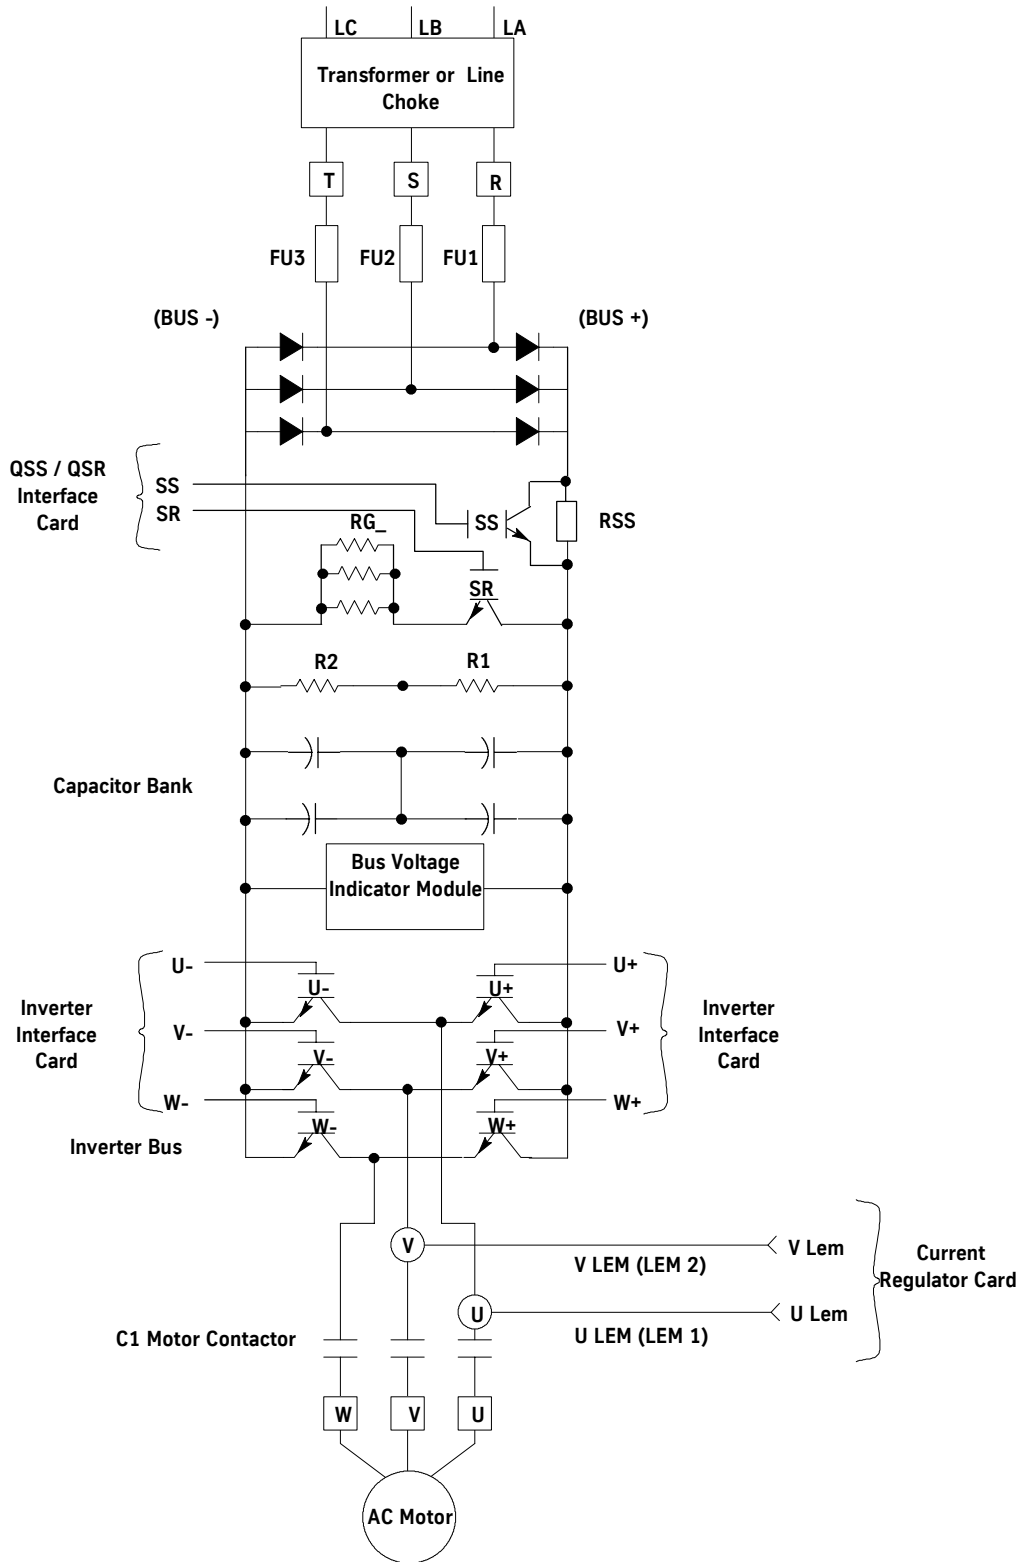 LC
LB
LA
Transformer or Line
Choke
T
S
R
FU3
FU2
FU1
(BUS -)
(BUS +)
QSS / QSR
Interface
Card
SS
SR
SS
RSS
RG_
SR
R2
R1
Capacitor Bank
Bus Voltage
Indicator Module
U-
U-
U+
U+
Inverter
Interface
Card
V-
V-
V+
V+
Inverter
Interface
Card
W-
W-
W+
W+
Inverter Bus
V
V LEM (LEM 2)
V Lem
Current
Regulator Card
U
U LEM (LEM 1)
U Lem
C1 Motor Contactor
W
V
U
AC Motor